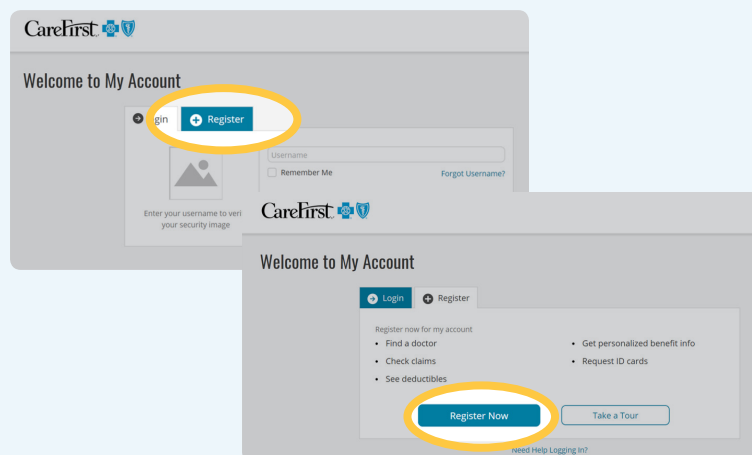 CareFirst
Welcome to My Account
gin
Register
Username
Remember Me
Forgot Username?
Enter your username to veri
your security image
CareFirst
Welcome to My Account
Login
Register
Register now for my account
• Find a doctor
• Get personalized benefit info
• Check claims
• Request ID cards
• See deductibles
Register Now
Take a Tour
Need Help Logging In?